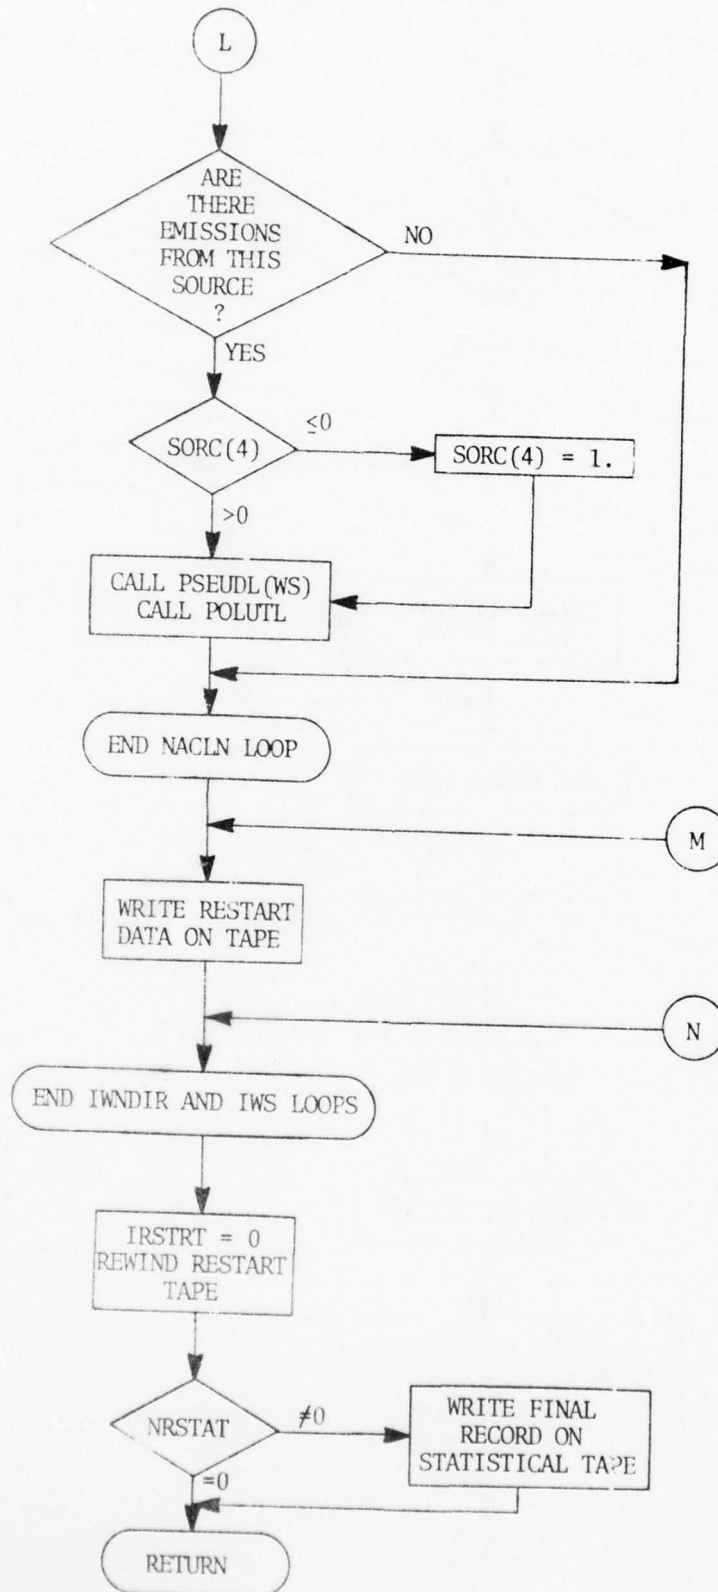 L
ARE
THERE
EMISSIONS
FROM THIS
SOURCE
?
NO
YES
SORC(4)
≤0
SORC(4) = 1.
>0
CALL PSEUDL(WS)
CALL POLUTL
END NACLN LOOP
M
WRITE RESTART
DATA ON TAPE
N
END IWNDIR AND IWS LOOPS
IRSTRT = 0
REWIND RESTART
TAPE
NRSTAT
≠0
WRITE FINAL
RECORD ON
STATISTICAL TAPE
=0
RETURN